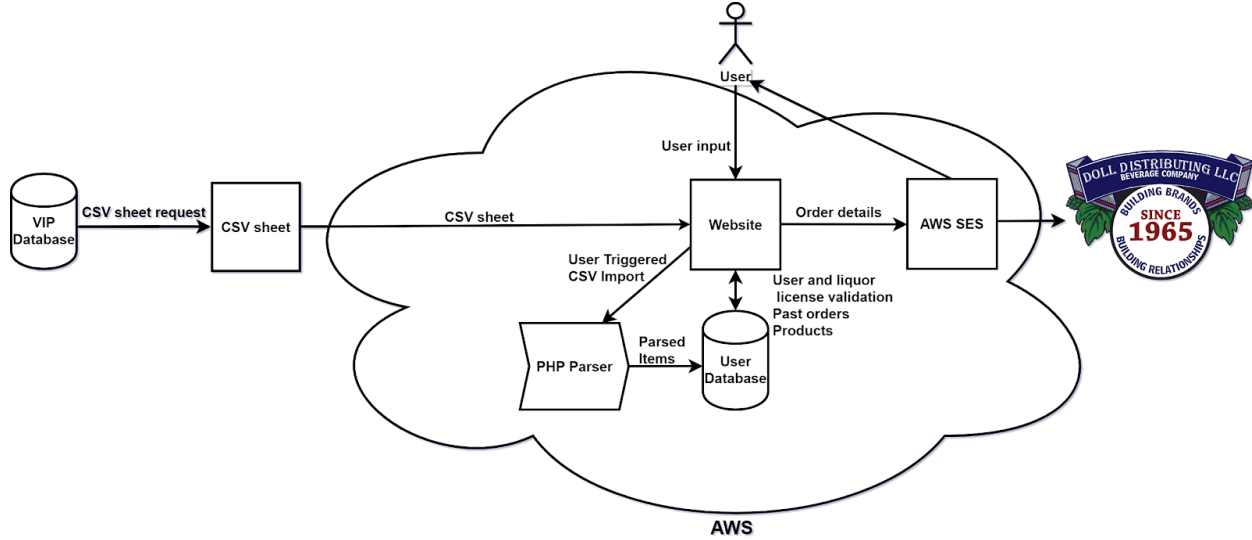 User
User input
DOLL DISTRIBUTING LLC
BEVERAGE COMPANY
BUILDING BRANDS
SINCE
1965
BUILDING RELATIONSHIPS
VIP
Database
CSV sheet request
CSV sheet
CSV sheet
Website
Order details
AWS SES
User Triggered
CSV Import
User and liquor
license validation
Past orders
Products
PHP Parser
Parsed
Items
User
Database
AWS